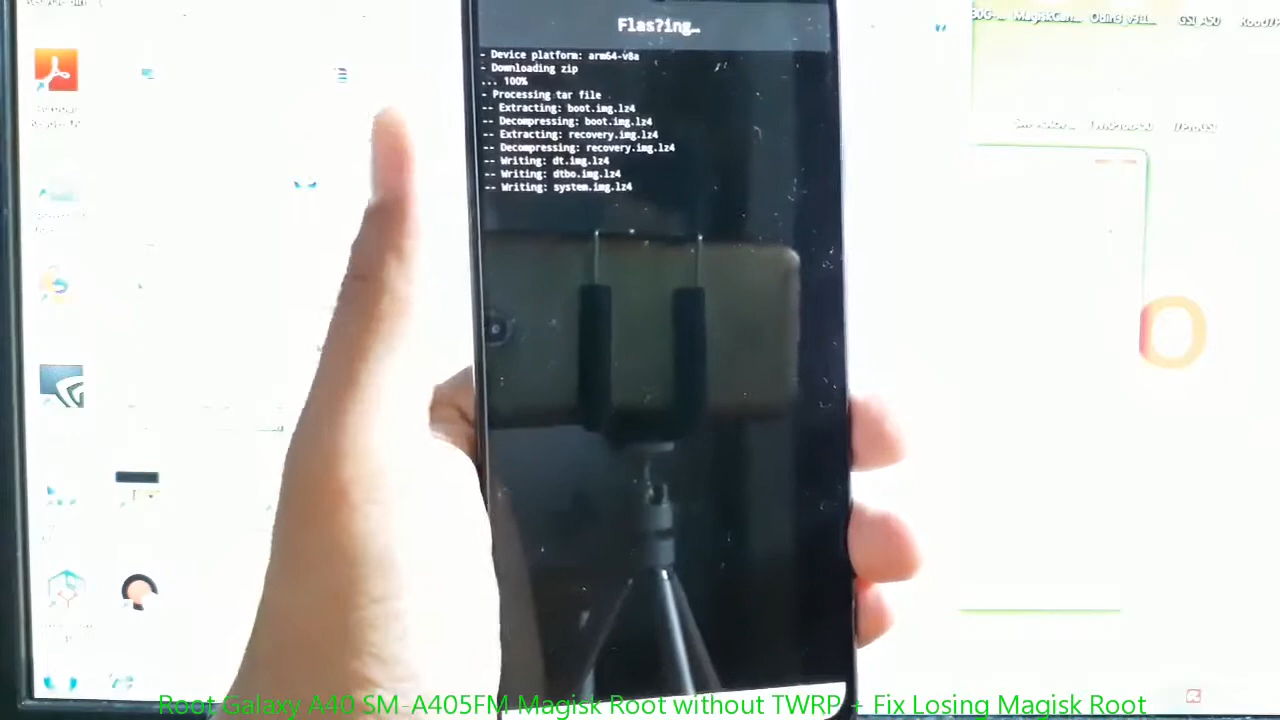 Flas?ing…
- Device platform: arm64-v8a
- Downloading zip
... 100%
- Processing tar file
-- Extracting: boot.img.lz4
-- Decompressing: boot.img.lz4
-- Extracting: recovery.img.lz4
-- Decompressing: recovery.img.lz4
-- Writing: dt.img.lz4
-- Writing: dtbo.img.lz4
-- Writing: system.img.lz4
Root Galaxy A40 SM-A405FM Magisk Root without TWRP + Fix Losing Magisk Root